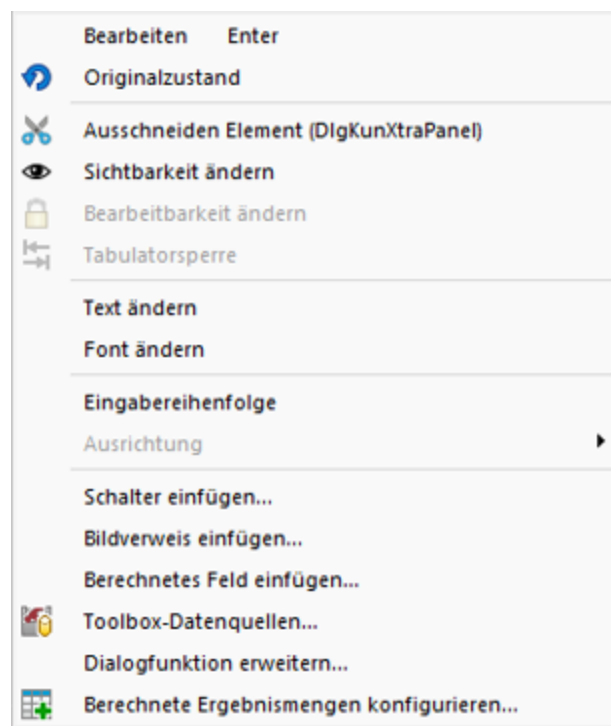 Bearbeiten Enter
Originalzustand
Ausschneiden Element (DlgKunXtraPanel)
Sichtbarkeit ändern
Bearbeitbarkeit ändern
Tabulatorsperre
Text ändern
Font ändern
Eingabereihenfolge
Ausrichtung
Schalter einfügen...
Bildverweis einfügen...
Berechnetes Feld einfügen...
Toolbox-Datenquellen...
Dialogfunktion erweitern...
Berechnete Ergebnismengen konfigurieren...